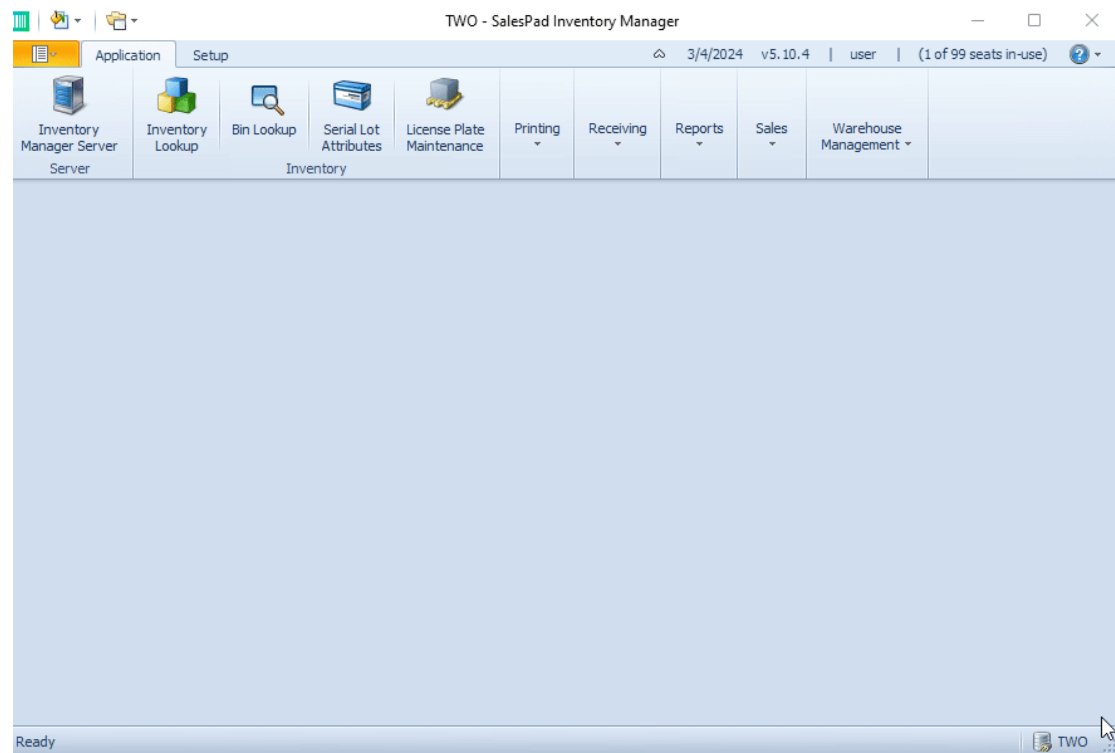 TWO - SalesPad Inventory Manager
Application Setup 3/4/2024 v5.10.4 | user | (1 of 99 seats in-use)
Inventory Manager Server
Inventory Lookup
Bin Lookup
Serial Lot Attributes
License Plate Maintenance
Printing
Receiving
Reports
Sales
Warehouse Management
Server
Inventory
Ready
TWO